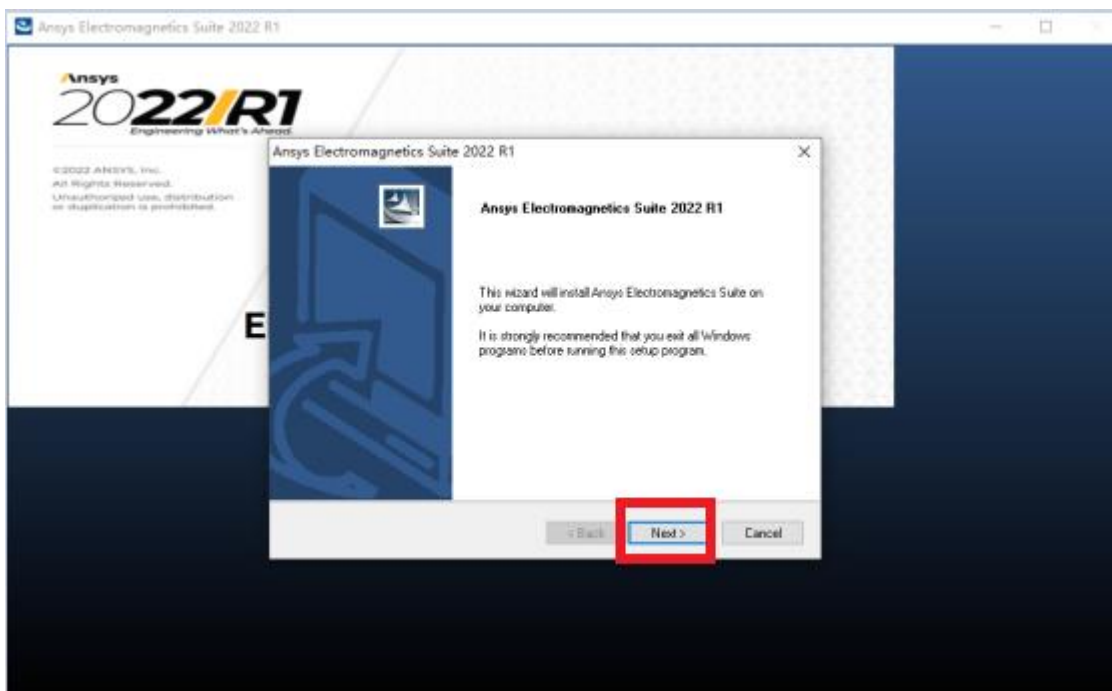 Ansys Electromagnetics Suite 2022 R1
Ansys
2022/R1
Engineering What's Ahead.
©2022 ANSYS, Inc.
All Rights Reserved.
Unauthorized use, distribution
or duplication is prohibited.
E
Ansys Electromagnetics Suite 2022 R1
Ansys Electromagnetics Suite 2022 R1
This wizard will install Ansys Electromagnetics Suite on
your computer.
It is strongly recommended that you exit all Windows
programs before running this setup program.
< Back Next > Cancel